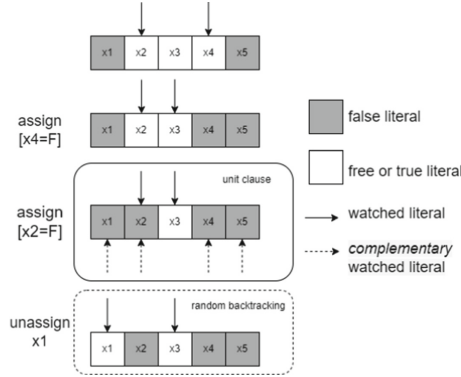 x1 x2 x3 x4 x5
assign
[x4=F]
x1 x2 x3 x4 x5
unit clause
assign
[x2=F]
x1 x2 x3 x4 x5
random backtracking
unassign
x1
x1 x2 x3 x4 x5
false literal
free or true literal
watched literal
complementary
watched literal